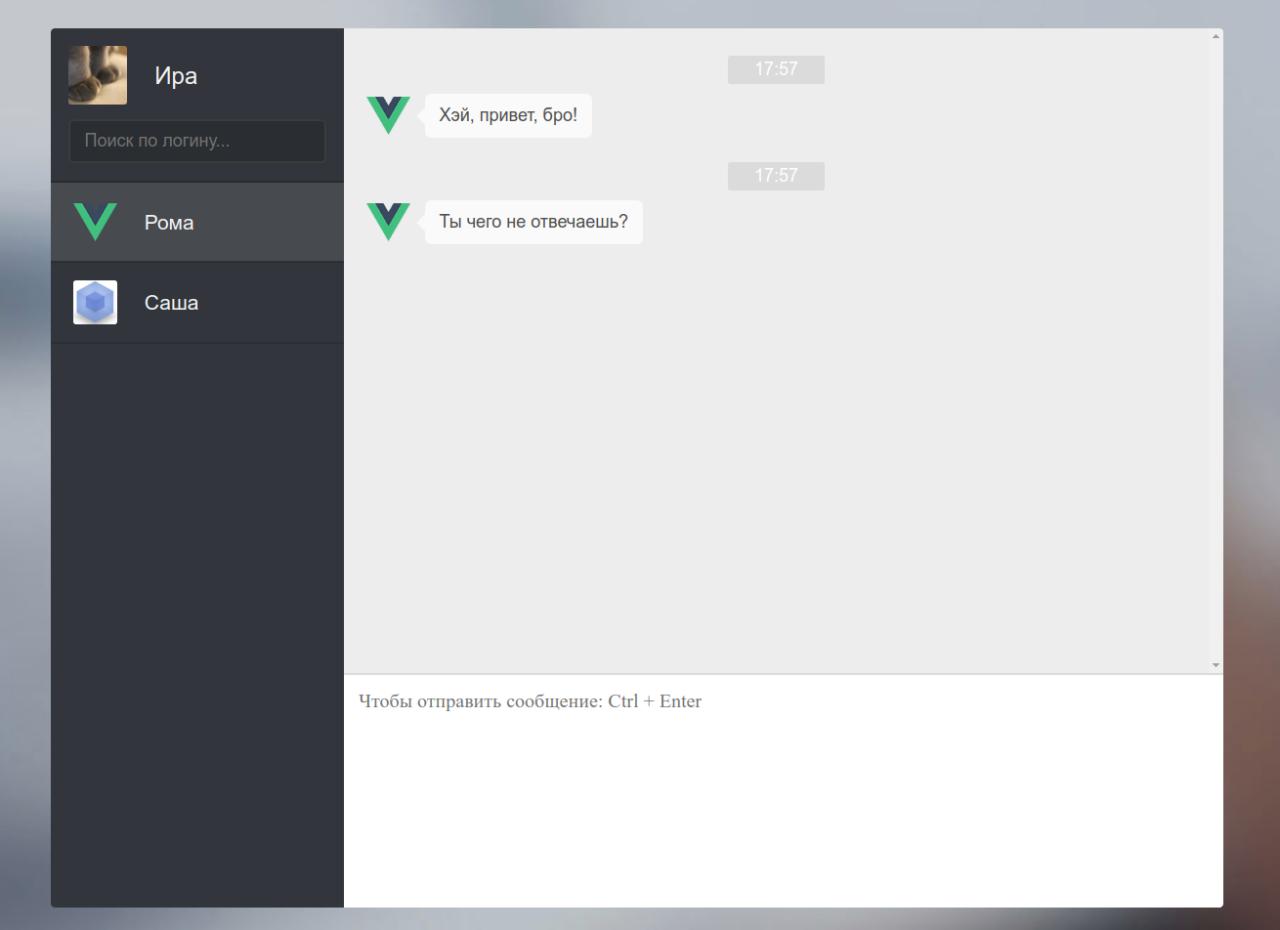 Ира
Поиск по логину...
Рома
Саша
17:57
Хэй, привет, бро!
17:57
Ты чего не отвечаешь?
Чтобы отправить сообщение: Ctrl + Enter